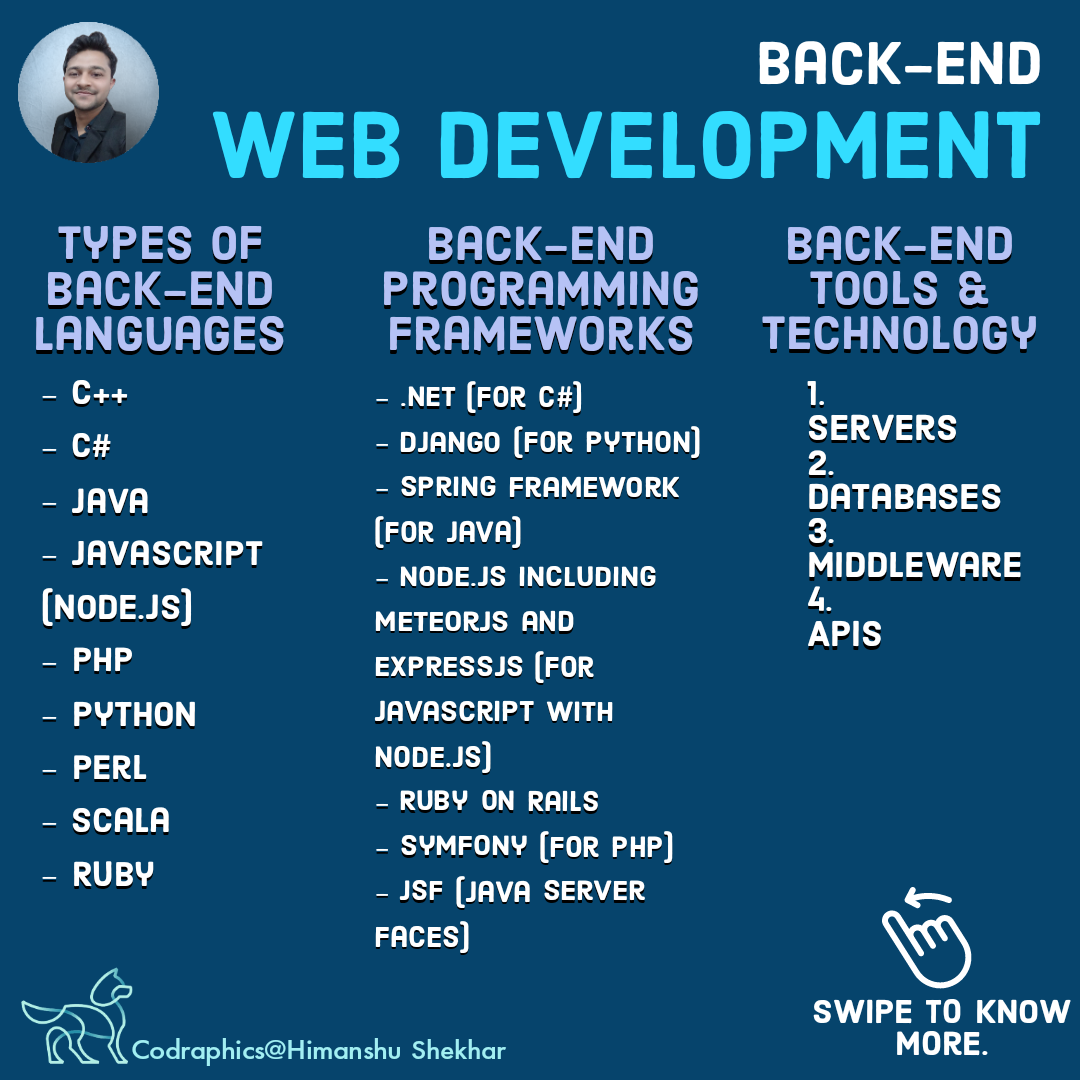 BACK-END
WEB DEVELOPMENT
TYPES OF
BACK-END
LANGUAGES
- C++
- C#
- JAVA
- JAVASCRIPT
(NODE.JS)
- PHP
- PYTHON
- PERL
- SCALA
- RUBY
BACK-END
PROGRAMMING
FRAMEWORKS
- .NET (FOR C#)
- DJANGO (FOR PYTHON)
- SPRING FRAMEWORK
(FOR JAVA)
- NODE.JS INCLUDING
METEORJS AND
EXPRESSJS (FOR
JAVASCRIPT WITH
NODE.JS)
- RUBY ON RAILS
- SYMFONY (FOR PHP)
- JSF (JAVA SERVER
FACES)
BACK-END
TOOLS &
TECHNOLOGY
1.
SERVERS
2.
DATABASES
3.
MIDDLEWARE
4.
APIS
SWIPE TO KNOW
MORE.
Codraphics@Himanshu Shekhar